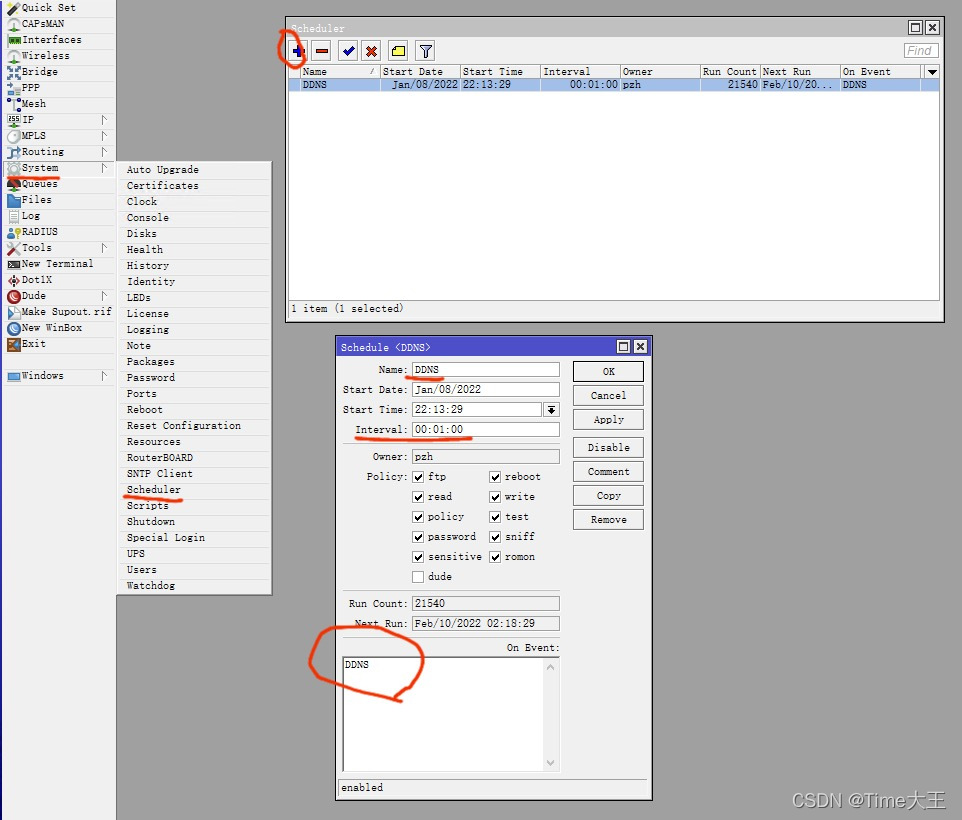 Quick Set
CAPsMAN
Interfaces
Wireless
Bridge
PPP
Mesh
IP
MPLS
Routing
System
Queues
Files
Log
RADIUS
Tools
New Terminal
Dot1X
Dude
Make Supout.rif
New WinBox
Exit
Windows
Auto Upgrade
Certificates
Clock
Console
Disks
Health
History
Identity
LEDs
License
Logging
Note
Packages
Password
Ports
Reboot
Reset Configuration
Resources
RouterBOARD
SNTP Client
Scheduler
Scripts
Shutdown
Special Login
UPS
Users
Watchdog
Scheduler
Find
Name / Start Date Start Time Interval Owner Run Count Next Run On Event
DDNS Jan/08/2022 22:13:29 00:01:00 pzh 21540 Feb/10/20... DDNS
1 item (1 selected)
Schedule <DDNS>
Name: DDNS
Start Date: Jan/08/2022
Start Time: 22:13:29
Interval: 00:01:00
Owner: pzh
Policy: ftp reboot
read write
policy test
password sniff
sensitive romon
dude
Run Count: 21540
Next Run: Feb/10/2022 02:18:29
On Event:
DDNS
enabled
OK
Cancel
Apply
Disable
Comment
Copy
Remove
CSDN @Time大王